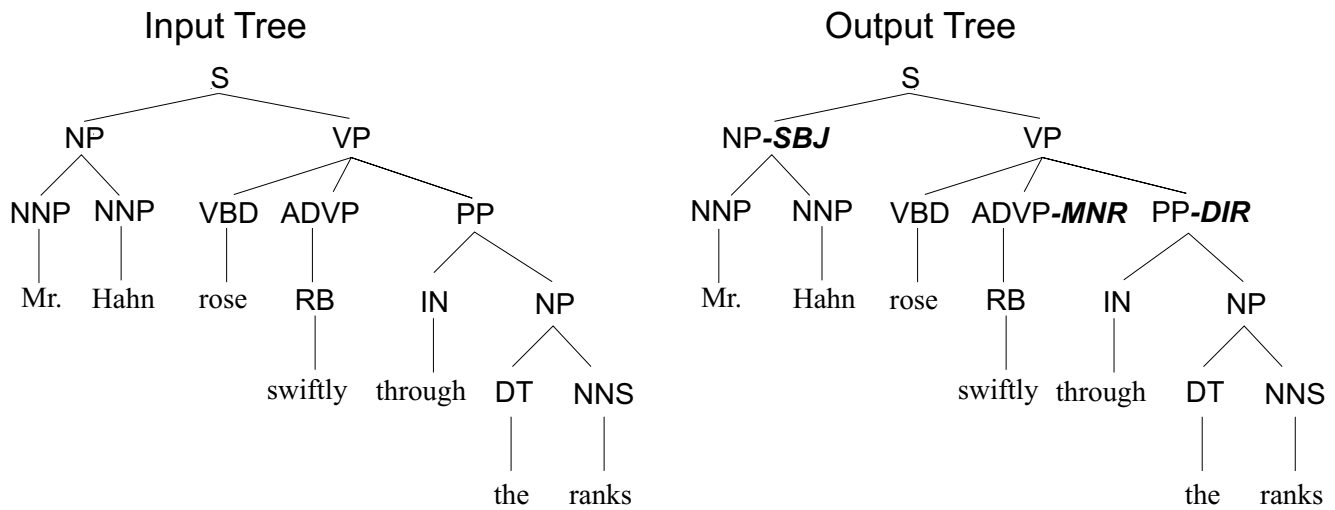 Input Tree Output Tree
S S
NP VP NP-SBJ VP
NNP NNP VBD ADVP PP NNP NNP VBD ADVP-MNR PP-DIR
Mr. Hahn rose RB IN NP Mr. Hahn rose RB IN NP
swiftly through DT NNS swiftly through DT NNS
the ranks the ranks